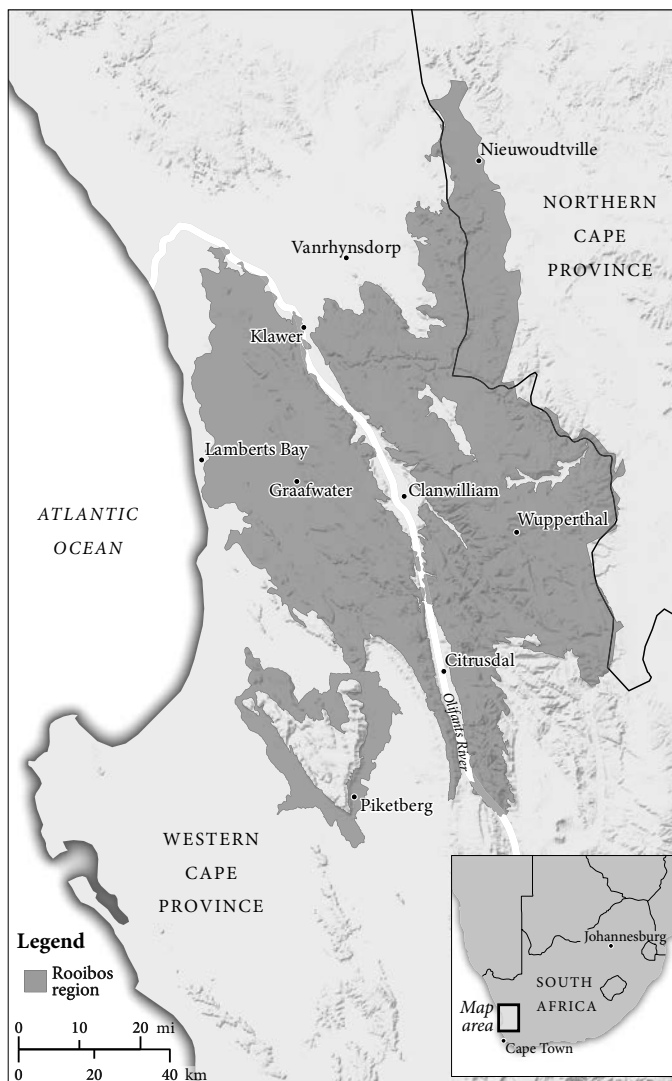 Nieuwoudtville
NORTHERN
CAPE
PROVINCE
Vanrhynsdorp
Klawer
Lamberts Bay
Graafwater
Clanwilliam
ATLANTIC
OCEAN
Wupperthal
Citrusdal
Olifants River
Piketberg
WESTERN
CAPE
PROVINCE
Legend
Rooibos
region
0 10 20 mi
0 20 40 km
Johannesburg
SOUTH
AFRICA
Map
area
Cape Town